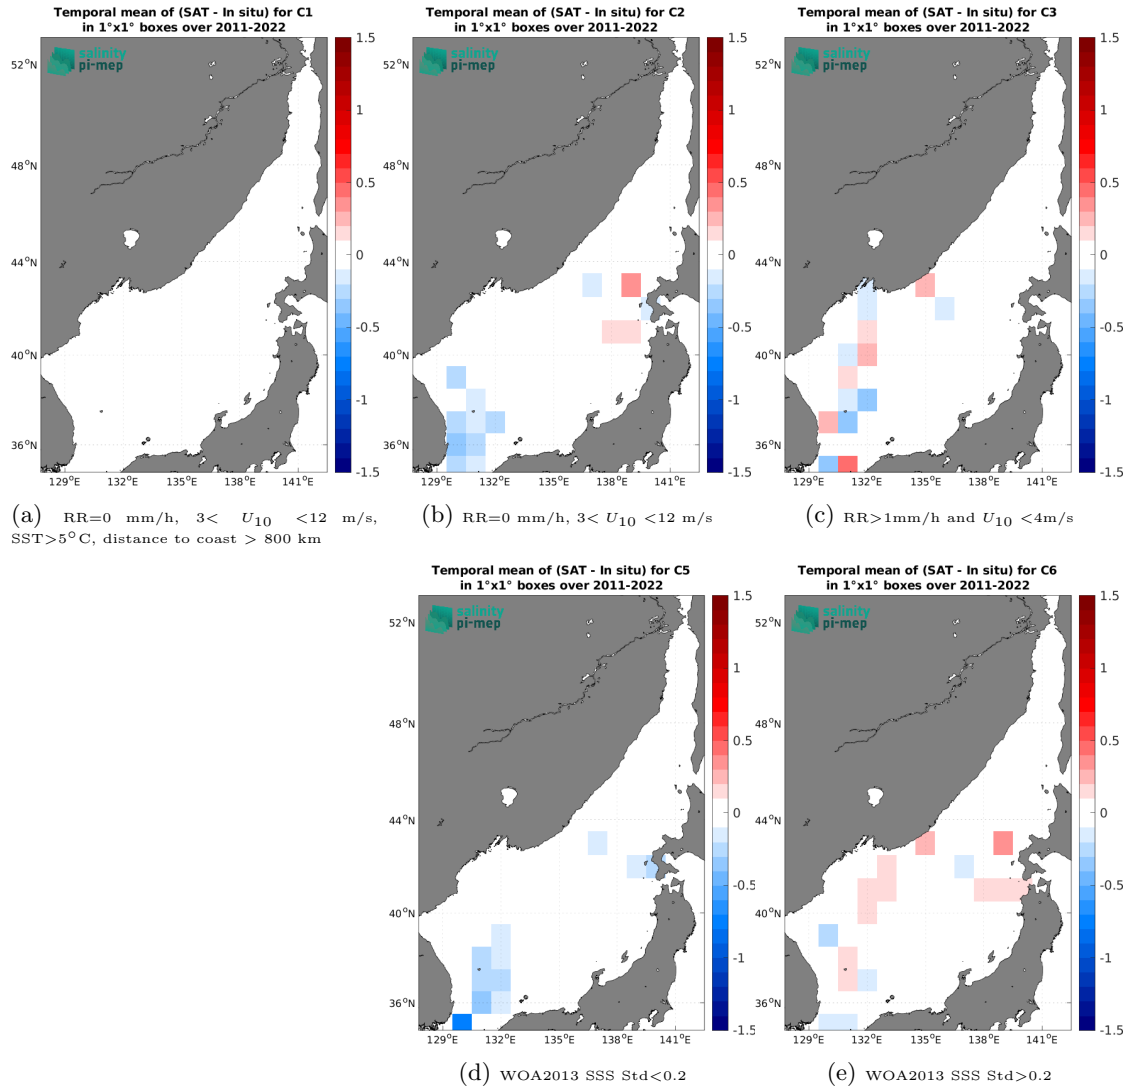 Temporal mean of (SAT - In situ) for C1
in 1°x1° boxes over 2011-2022
salinity
pi-mep
52°N
48°N
44°N
40°N
36°N
129°E 132°E 135°E 138°E 141°E
1.5
1
0.5
0
-0.5
-1
-1.5
(a) RR=0 mm/h, 3< U10 <12 m/s,
SST>5°C, distance to coast > 800 km
Temporal mean of (SAT - In situ) for C2
in 1°x1° boxes over 2011-2022
salinity
pi-mep
52°N
48°N
44°N
40°N
36°N
129°E 132°E 135°E 138°E 141°E
1.5
1
0.5
0
-0.5
-1
-1.5
(b) RR=0 mm/h, 3< U10 <12 m/s
Temporal mean of (SAT - In situ) for C3
in 1°x1° boxes over 2011-2022
salinity
pi-mep
52°N
48°N
44°N
40°N
36°N
129°E 132°E 135°E 138°E 141°E
1.5
1
0.5
0
-0.5
-1
-1.5
(c) RR>1mm/h and U10 <4m/s
Temporal mean of (SAT - In situ) for C5
in 1°x1° boxes over 2011-2022
salinity
pi-mep
52°N
48°N
44°N
40°N
36°N
129°E 132°E 135°E 138°E 141°E
1.5
1
0.5
0
-0.5
-1
-1.5
(d) WOA2013 SSS Std<0.2
Temporal mean of (SAT - In situ) for C6
in 1°x1° boxes over 2011-2022
salinity
pi-mep
52°N
48°N
44°N
40°N
36°N
129°E 132°E 135°E 138°E 141°E
1.5
1
0.5
0
-0.5
-1
-1.5
(e) WOA2013 SSS Std>0.2